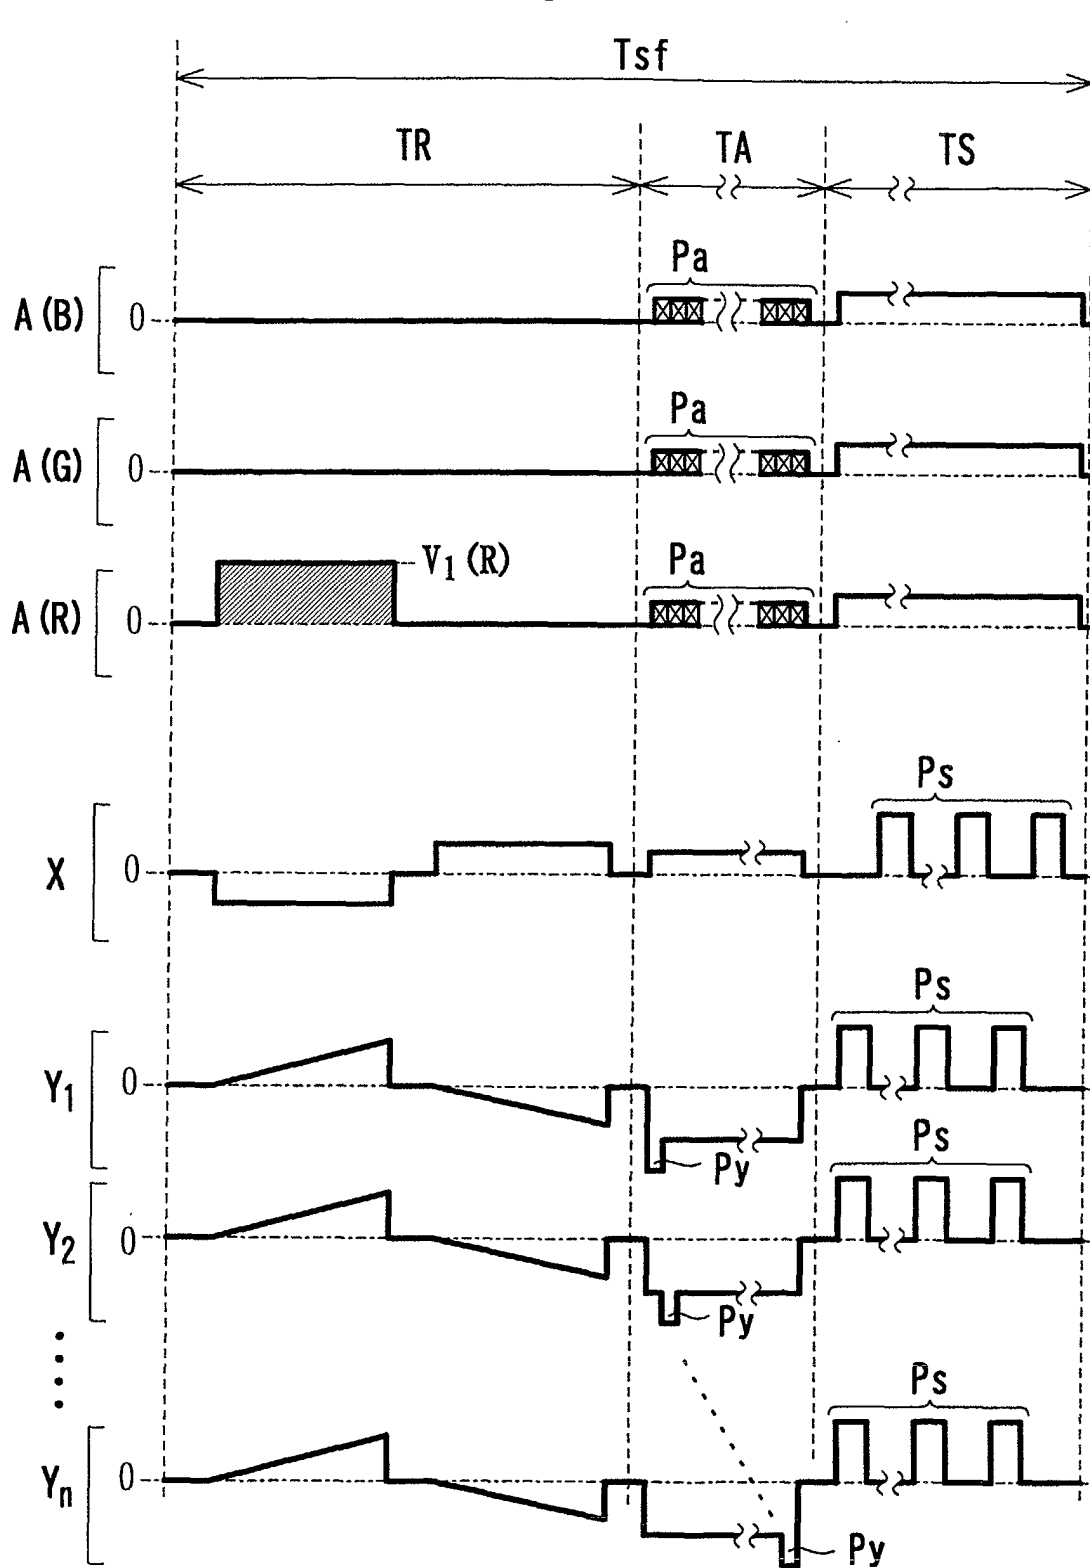 Tsf
TR TA TS
Pa
A(B) 0
Pa
A(G) 0
V₁(R)
Pa
A(R) 0
Ps
X 0
Ps
Y₁ 0
Py
Ps
Y₂ 0
Py
Ps
Yₙ 0
Py